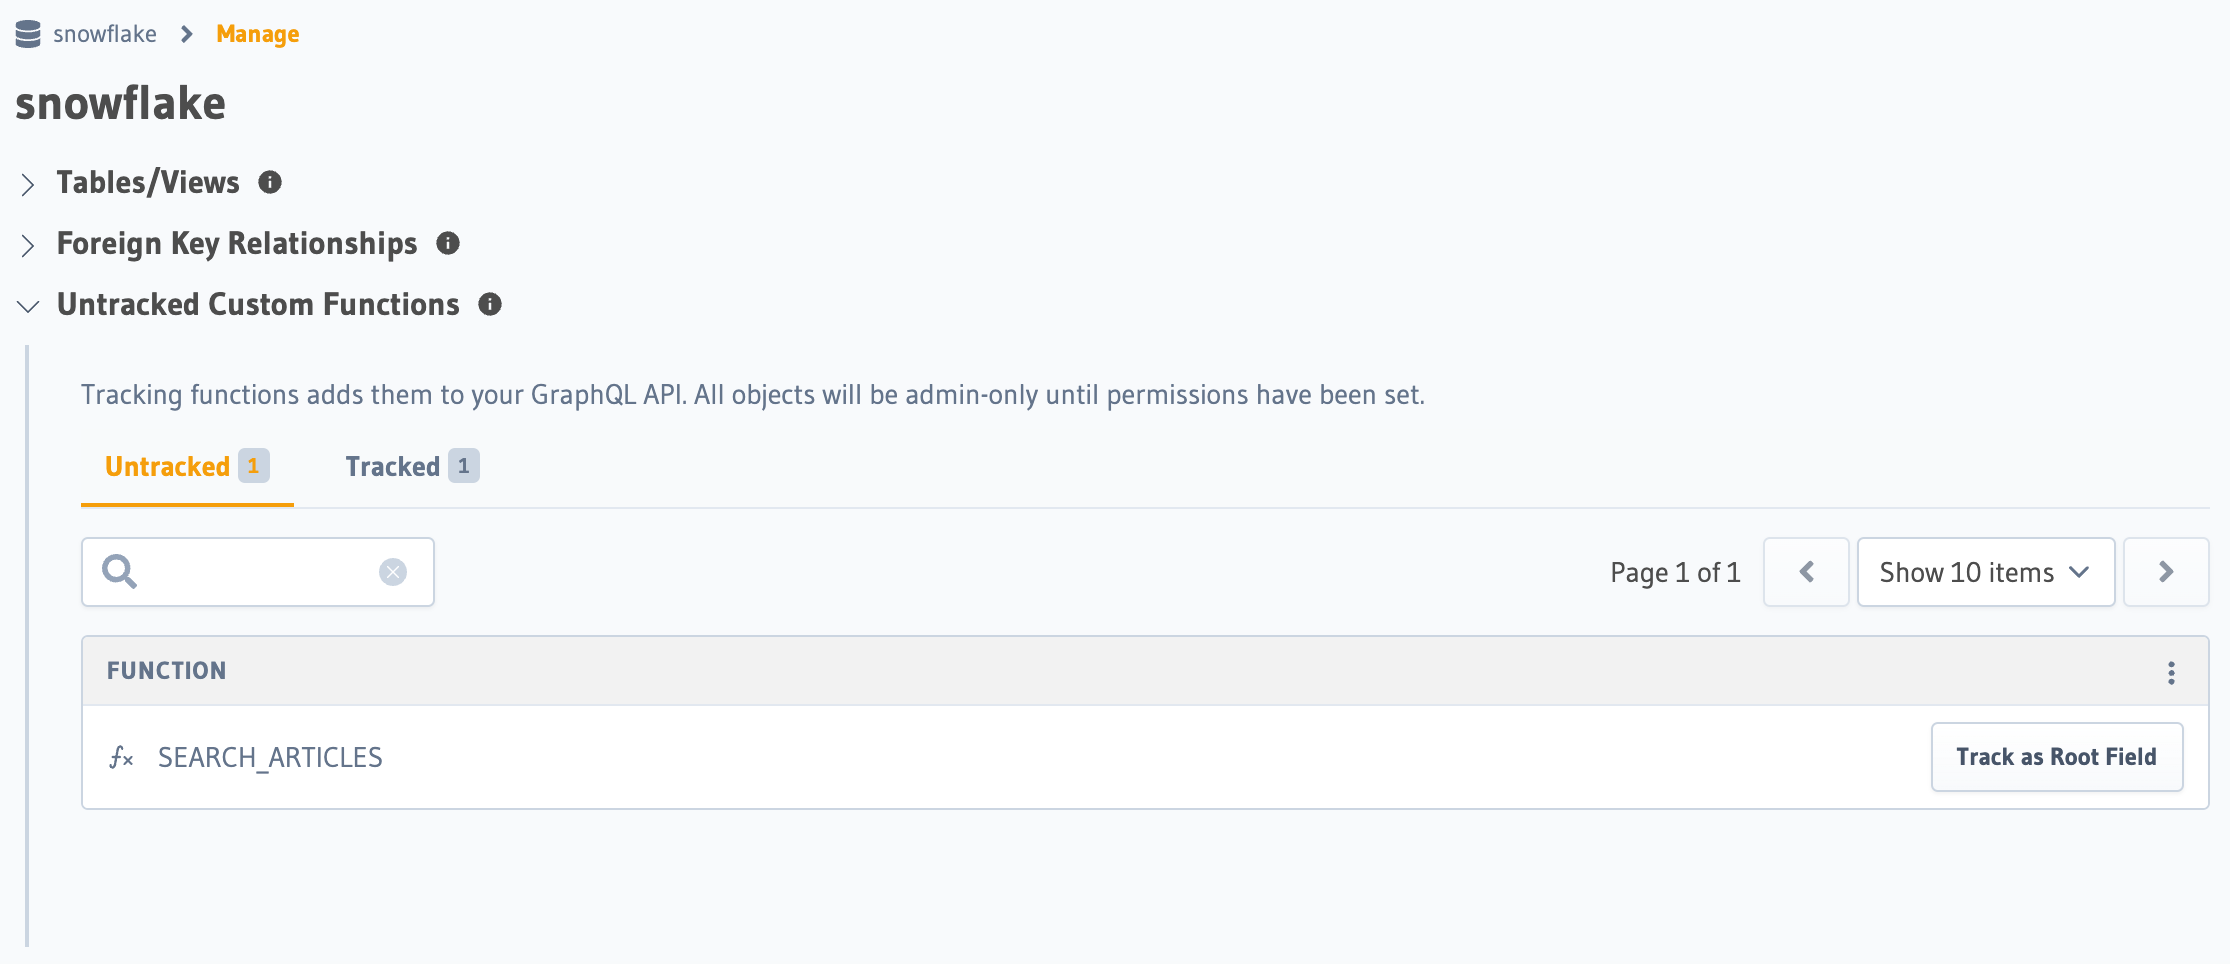 snowflake Manage
snowflake
Tables/Views
Foreign Key Relationships
Untracked Custom Functions
Tracking functions adds them to your GraphQL API. All objects will be admin-only until permissions have been set.
Untracked 1 Tracked 1
Page 1 of 1 Show 10 items
FUNCTION
fx SEARCH_ARTICLES Track as Root Field